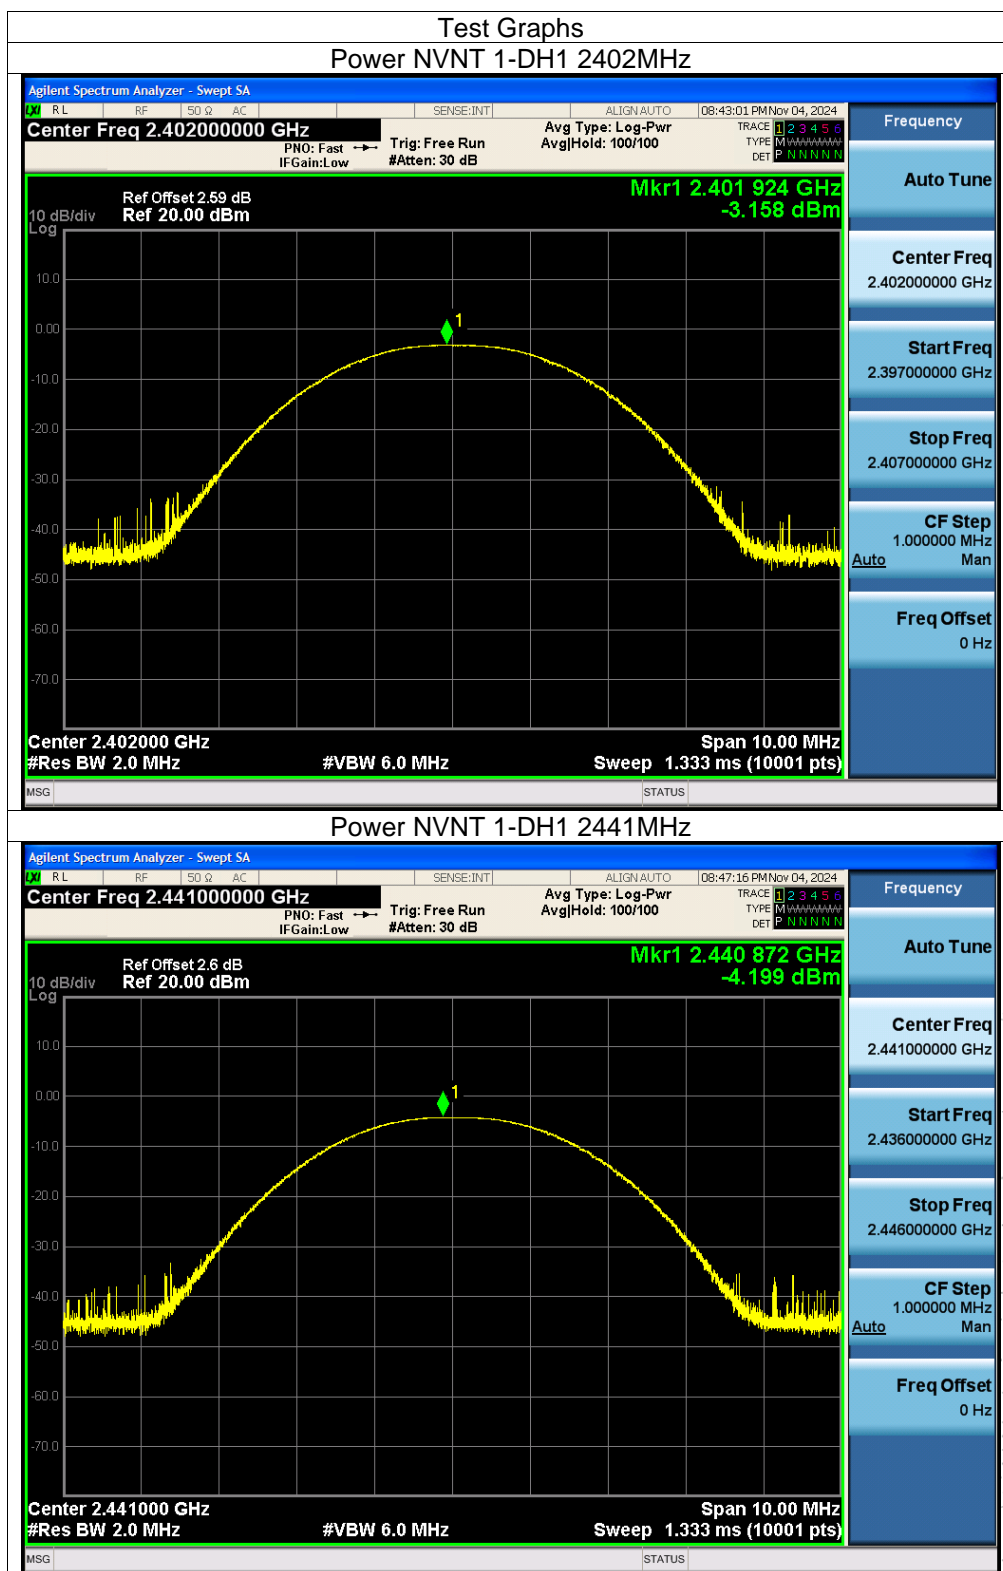 Test Graphs
Power NVNT 1-DH1 2402MHz
Agilent Spectrum Analyzer - Swept SA
LXI RL RF 50 Ω AC SENSE:INT ALIGN AUTO 08:43:01 PM Nov 04, 2024
Center Freq 2.402000000 GHz
PNO: Fast
IFGain:Low
Trig: Free Run
#Atten: 30 dB
Avg Type: Log-Pwr
Avg|Hold: 100/100
TRACE 1 2 3 4 5 6
TYPE M WWWWW
DET P N N N N N
Frequency
Mkr1 2.401 924 GHz
-3.158 dBm
Ref Offset 2.59 dB
10 dB/div Ref 20.00 dBm
Log
10.0
0.00
-10.0
-20.0
-30.0
-40.0
-50.0
-60.0
-70.0
1
Center 2.402000 GHz Span 10.00 MHz
#Res BW 2.0 MHz #VBW 6.0 MHz Sweep 1.333 ms (10001 pts)
MSG STATUS
Auto Tune
Center Freq
2.402000000 GHz
Start Freq
2.397000000 GHz
Stop Freq
2.407000000 GHz
CF Step
1.000000 MHz
Auto Man
Freq Offset
0 Hz
Power NVNT 1-DH1 2441MHz
Agilent Spectrum Analyzer - Swept SA
LXI RL RF 50 Ω AC SENSE:INT ALIGN AUTO 08:47:16 PM Nov 04, 2024
Center Freq 2.441000000 GHz
PNO: Fast
IFGain:Low
Trig: Free Run
#Atten: 30 dB
Avg Type: Log-Pwr
Avg|Hold: 100/100
TRACE 1 2 3 4 5 6
TYPE M WWWWW
DET P N N N N N
Frequency
Mkr1 2.440 872 GHz
-4.199 dBm
Ref Offset 2.6 dB
10 dB/div Ref 20.00 dBm
Log
10.0
0.00
-10.0
-20.0
-30.0
-40.0
-50.0
-60.0
-70.0
1
Center 2.441000 GHz Span 10.00 MHz
#Res BW 2.0 MHz #VBW 6.0 MHz Sweep 1.333 ms (10001 pts)
MSG STATUS
Auto Tune
Center Freq
2.441000000 GHz
Start Freq
2.436000000 GHz
Stop Freq
2.446000000 GHz
CF Step
1.000000 MHz
Auto Man
Freq Offset
0 Hz